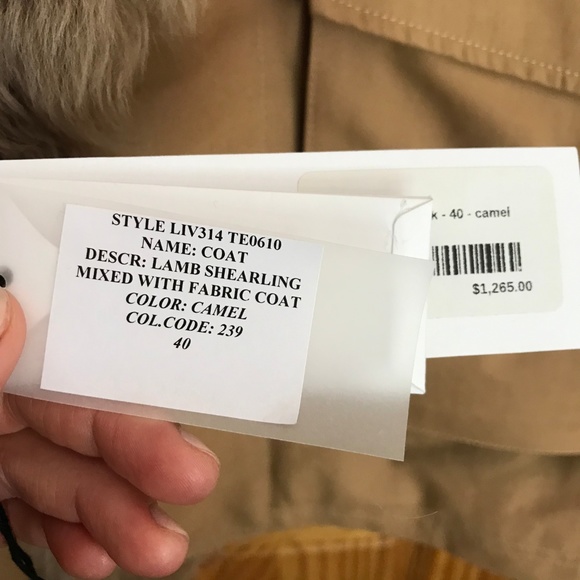 STYLE LIV314 TE0610
NAME: COAT
DESCR: LAMB SHEARLING
MIXED WITH FABRIC COAT
COLOR: CAMEL
COL.CODE: 239
40
- 40 - camel
$1,265.00